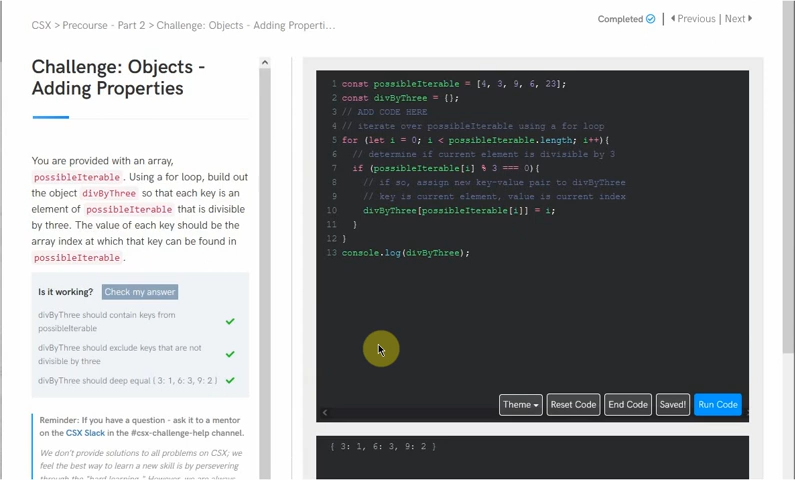 CSX > Precourse - Part 2 > Challenge: Objects - Adding Properti...
Completed
Previous | Next
Challenge: Objects -
Adding Properties
You are provided with an array,
possibleIterable. Using a for loop, build out
the object divByThree so that each key is an
element of possibleIterable that is divisible
by three. The value of each key should be the
array index at which that key can be found in
possibleIterable.
Is it working? Check my answer
divByThree should contain keys from
possibleIterable
divByThree should exclude keys that are not
divisible by three
divByThree should deep equal { 3: 1, 6: 3, 9: 2 }
Reminder: If you have a question - ask it to a mentor
on the CSX Slack in the #csx-challenge-help channel.
We don't provide solutions to all problems on CSX; we
feel the best way to learn a new skill is by persevering
through the "hard learning." However, we are always
1 const possibleIterable = [4, 3, 9, 6, 23];
2 const divByThree = {};
3 // ADD CODE HERE
4 // iterate over possibleIterable using a for loop
5 for (let i = 0; i < possibleIterable.length; i++){
6 // determine if current element is divisible by 3
7 if (possibleIterable[i] % 3 === 0){
8 // if so, assign new key-value pair to divByThree
9 // key is current element, value is current index
10 divByThree[possibleIterable[i]] = i;
11 }
12 }
13 console.log(divByThree);
Theme Reset Code End Code Saved! Run Code
{ 3: 1, 6: 3, 9: 2 }